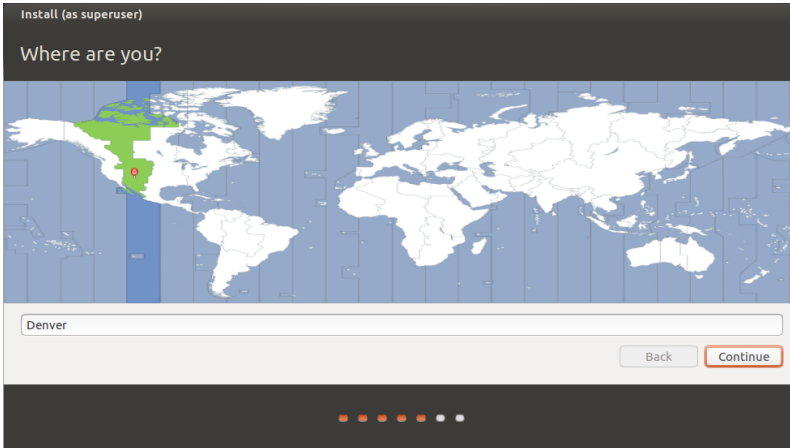 Install (as superuser)
Where are you?
Denver
Back
Continue